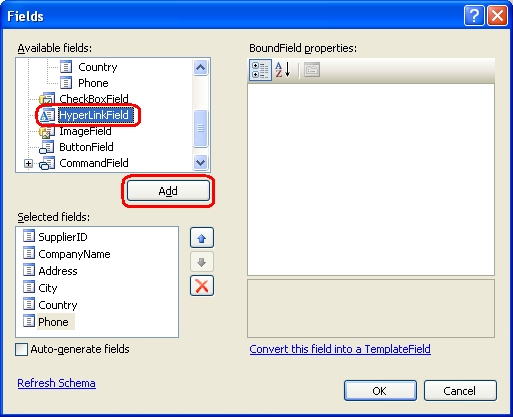 Fields
Available fields:
Country
Phone
CheckBoxField
HyperLinkField
ImageField
ButtonField
CommandField
Add
Selected fields:
SupplierID
CompanyName
Address
City
Country
Phone
Auto-generate fields
Refresh Schema
BoundField properties:
Convert this field into a TemplateField
OK
Cancel